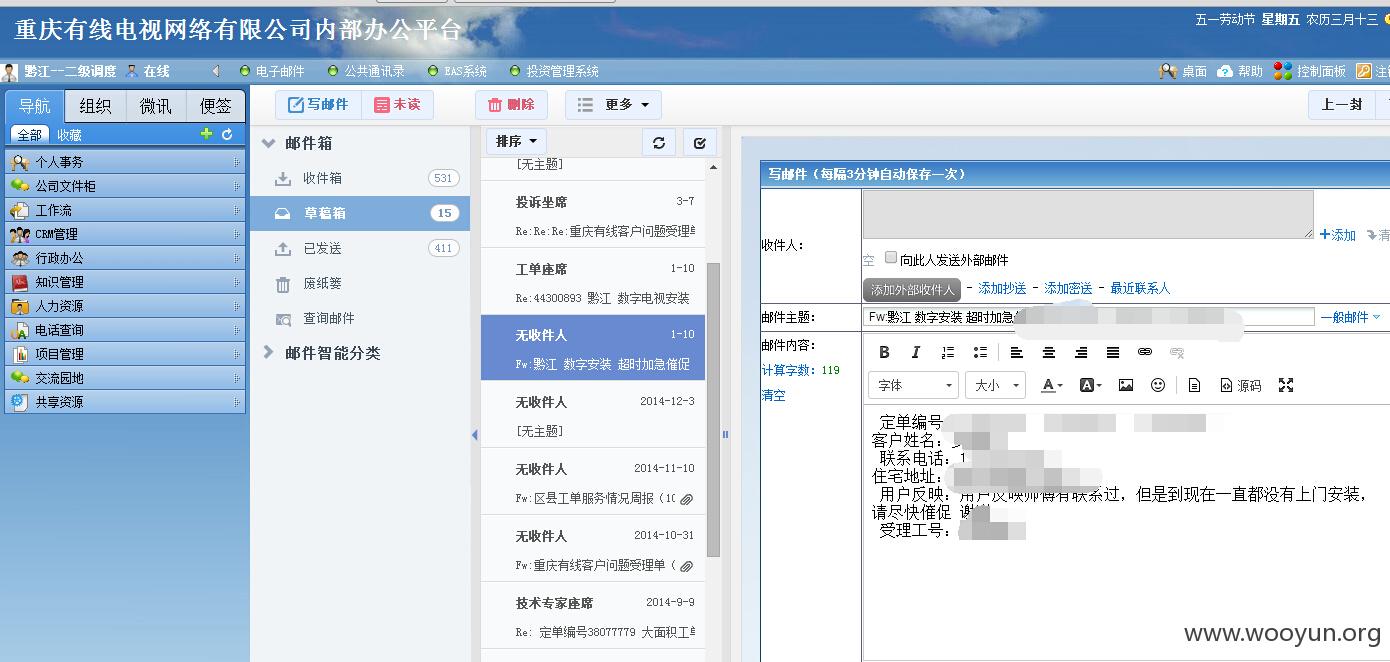 重庆有线电视网络有限公司内部办公平台
五一劳动节 星期五 农历三月十三
黔江--二级调度 在线
电子邮件 公共通讯录 EAS系统 投资管理系统
桌面 帮助 控制面板
导航 组织 微讯 便签
全部 收藏
个人事务
公司文件柜
工作流
CRM管理
行政办公
知识管理
人力资源
电话查询
项目管理
交流园地
共享资源
写邮件 未读 删除 更多 上一封
邮件箱
收件箱 531
草稿箱 15
已发送 411
废纸篓
查询邮件
邮件智能分类
排序
[无主题]
投诉坐席 3-7
Re:Re:Re:重庆有线客户问题受理单
工单座席 1-10
Re:44300893 黔江 数字电视安装
无收件人 1-10
Fw:黔江 数字安装 超时加急催促
无收件人 2014-12-3
[无主题]
无收件人 2014-11-10
Fw:区县工单服务情况周报（10
无收件人 2014-10-31
Fw:重庆有线客户问题受理单（
技术专家座席 2014-9-9
Re: 定单编号38077779 大面积工单
写邮件（每隔3分钟自动保存一次）
收件人：
+添加 清
空 向此人发送外部邮件
添加外部收件人 - 添加抄送 - 添加密送 - 最近联系人
邮件主题： Fw:黔江 数字安装 超时加急 一般邮件
邮件内容：
计算字数：119
清空
B I
字体 大小 A A 源码
定单编号
客户姓名：
联系电话：1
住宅地址：
用户反映：用户反映师傅有联系过，但是到现在一直都没有上门安装，
请尽快催促 谢谢
受理工号：
www.wooyun.org